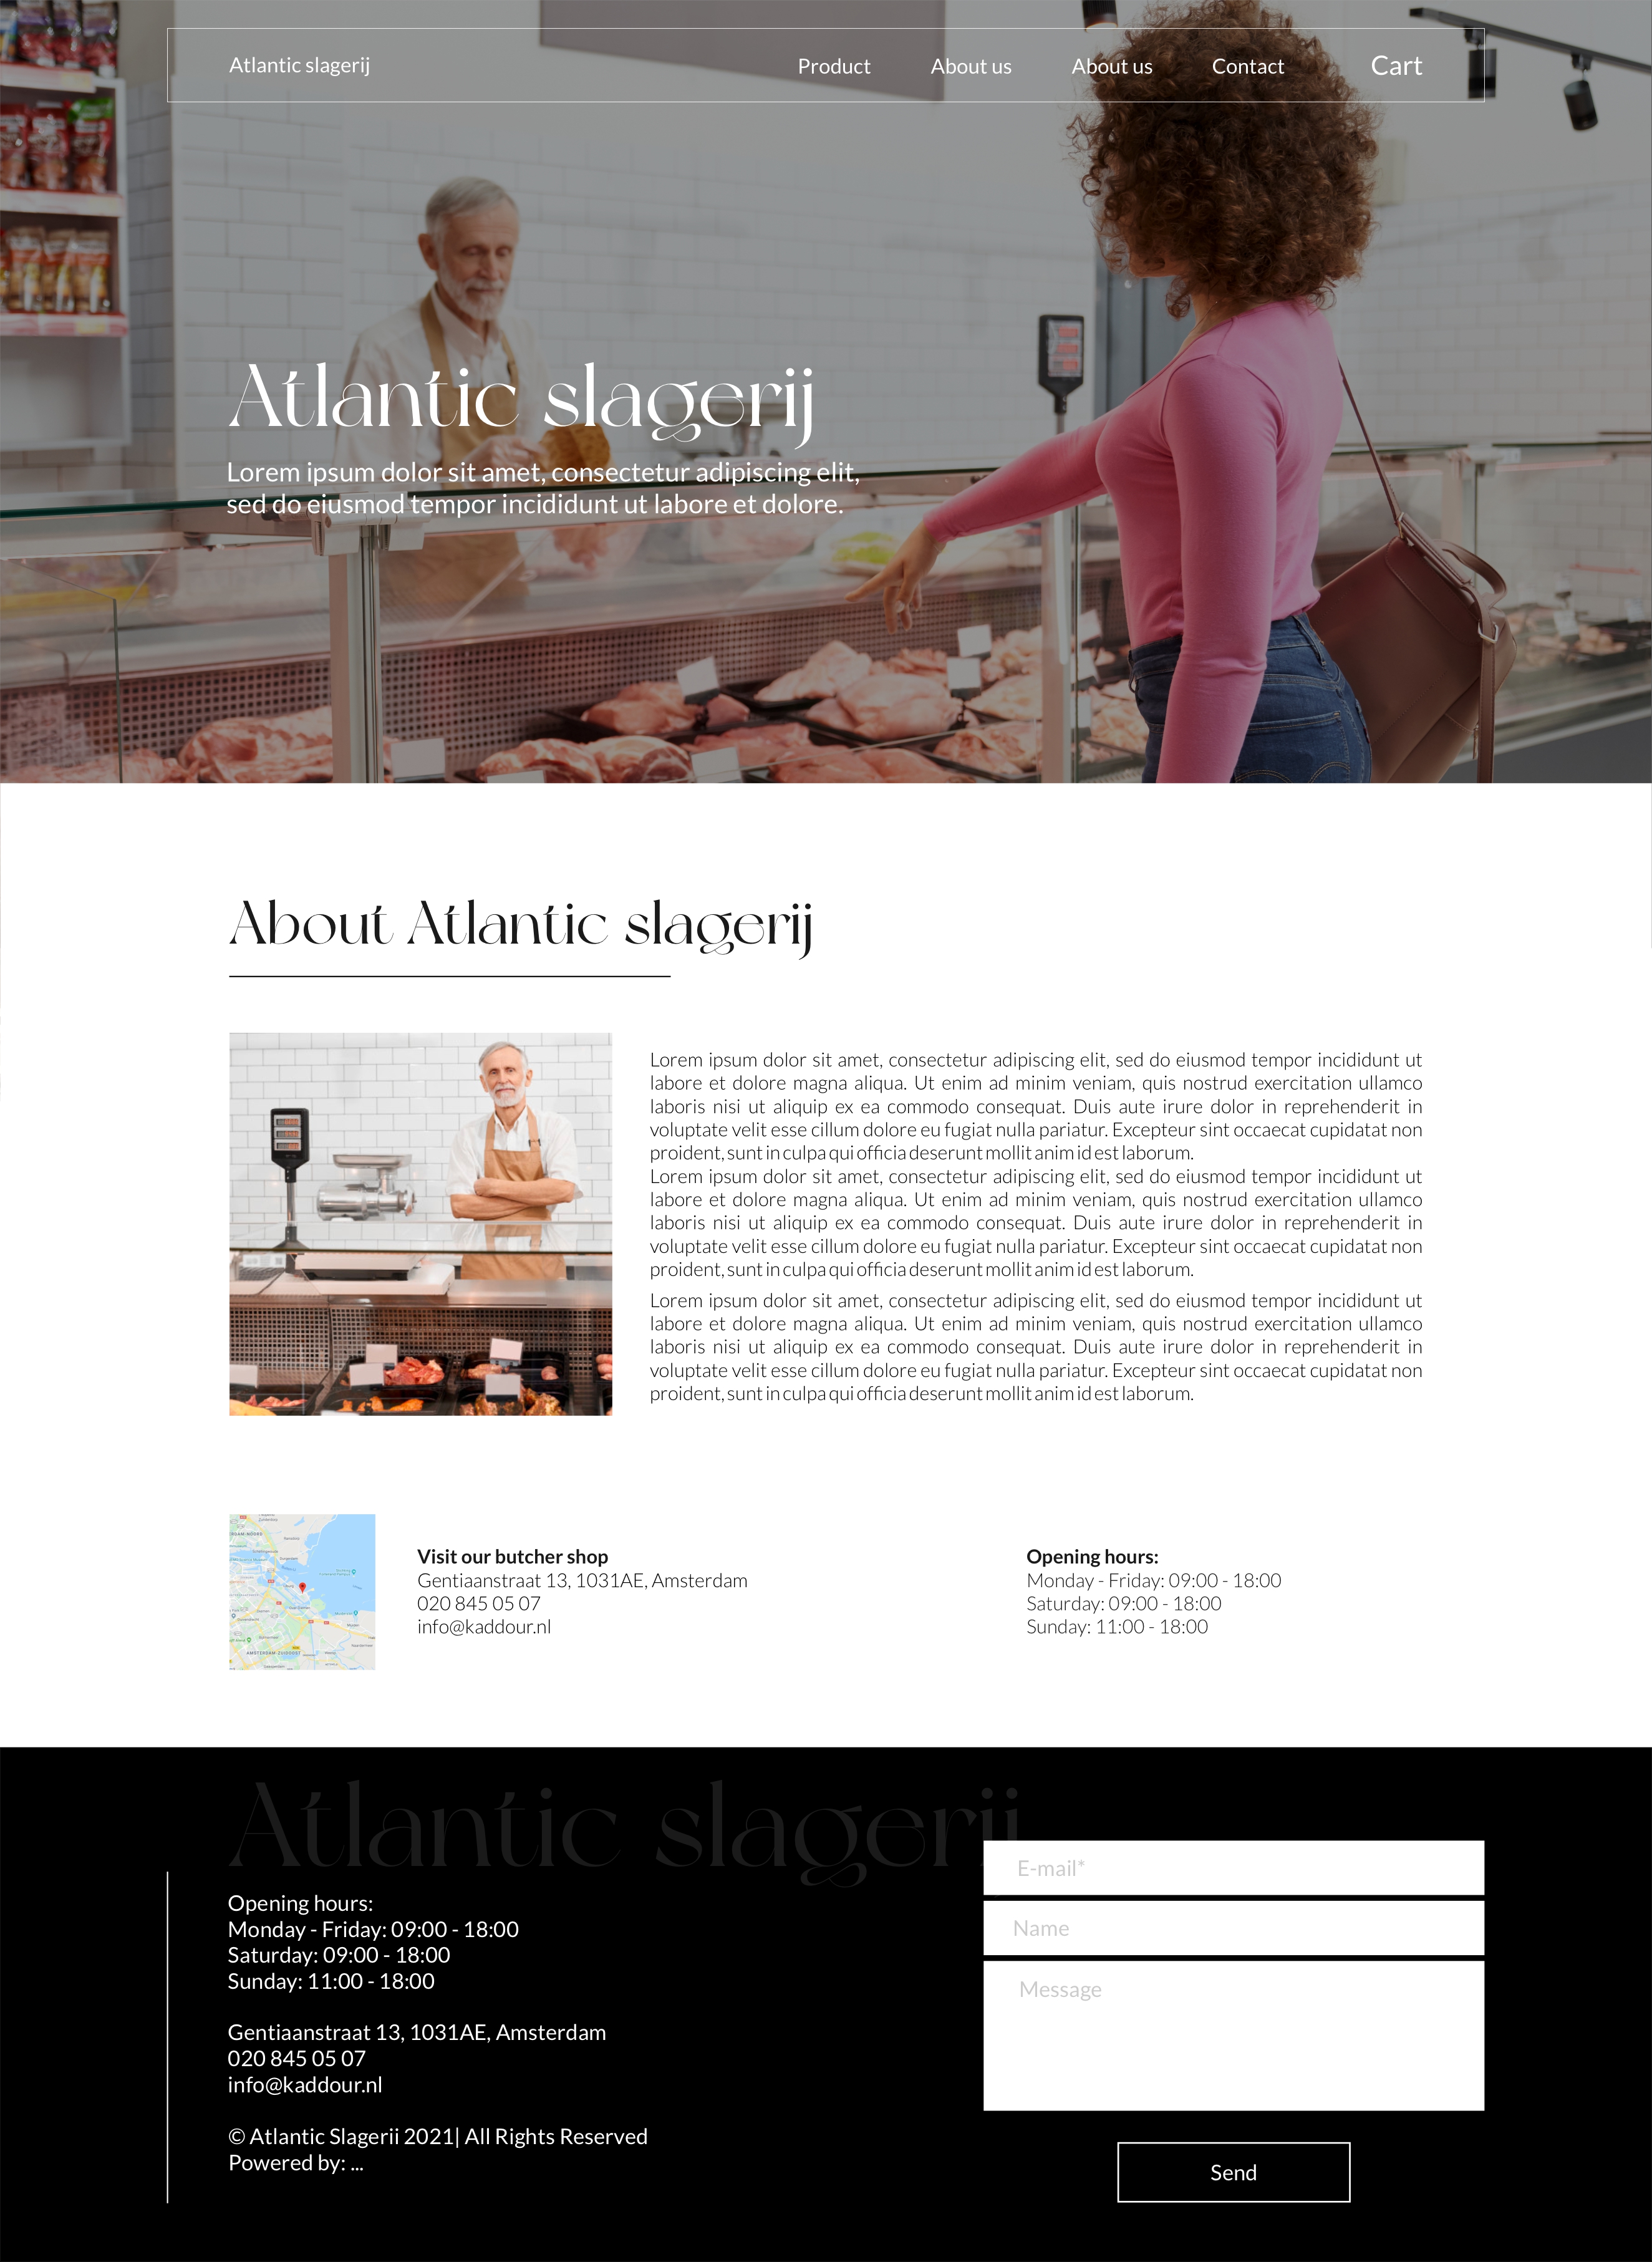 Atlantic slagerij
Product
About us
About us
Contact
Cart
Atlantic slagerij
Lorem ipsum dolor sit amet, consectetur adipiscing elit,
sed do eiusmod tempor incididunt ut labore et dolore.
About Atlantic slagerij
Lorem ipsum dolor sit amet, consectetur adipiscing elit, sed do eiusmod tempor incididunt ut
labore et dolore magna aliqua. Ut enim ad minim veniam, quis nostrud exercitation ullamco
laboris nisi ut aliquip ex ea commodo consequat. Duis aute irure dolor in reprehenderit in
voluptate velit esse cillum dolore eu fugiat nulla pariatur. Excepteur sint occaecat cupidatat non
proident, sunt in culpa qui officia deserunt mollit anim id est laborum.
Lorem ipsum dolor sit amet, consectetur adipiscing elit, sed do eiusmod tempor incididunt ut
labore et dolore magna aliqua. Ut enim ad minim veniam, quis nostrud exercitation ullamco
laboris nisi ut aliquip ex ea commodo consequat. Duis aute irure dolor in reprehenderit in
voluptate velit esse cillum dolore eu fugiat nulla pariatur. Excepteur sint occaecat cupidatat non
proident, sunt in culpa qui officia deserunt mollit anim id est laborum.
Lorem ipsum dolor sit amet, consectetur adipiscing elit, sed do eiusmod tempor incididunt ut
labore et dolore magna aliqua. Ut enim ad minim veniam, quis nostrud exercitation ullamco
laboris nisi ut aliquip ex ea commodo consequat. Duis aute irure dolor in reprehenderit in
voluptate velit esse cillum dolore eu fugiat nulla pariatur. Excepteur sint occaecat cupidatat non
proident, sunt in culpa qui officia deserunt mollit anim id est laborum.
AMSTERDAM-ZUIDOOST
Visit our butcher shop
Gentiaanstraat 13, 1031AE, Amsterdam
020 845 05 07
info@kaddour.nl
Opening hours:
Monday - Friday: 09:00 - 18:00
Saturday: 09:00 - 18:00
Sunday: 11:00 - 18:00
Atlantic slagerij
Opening hours:
Monday - Friday: 09:00 - 18:00
Saturday: 09:00 - 18:00
Sunday: 11:00 - 18:00
Gentiaanstraat 13, 1031AE, Amsterdam
020 845 05 07
info@kaddour.nl
© Atlantic Slagerii 2021| All Rights Reserved
Powered by: ...
E-mail*
Name
Message
Send